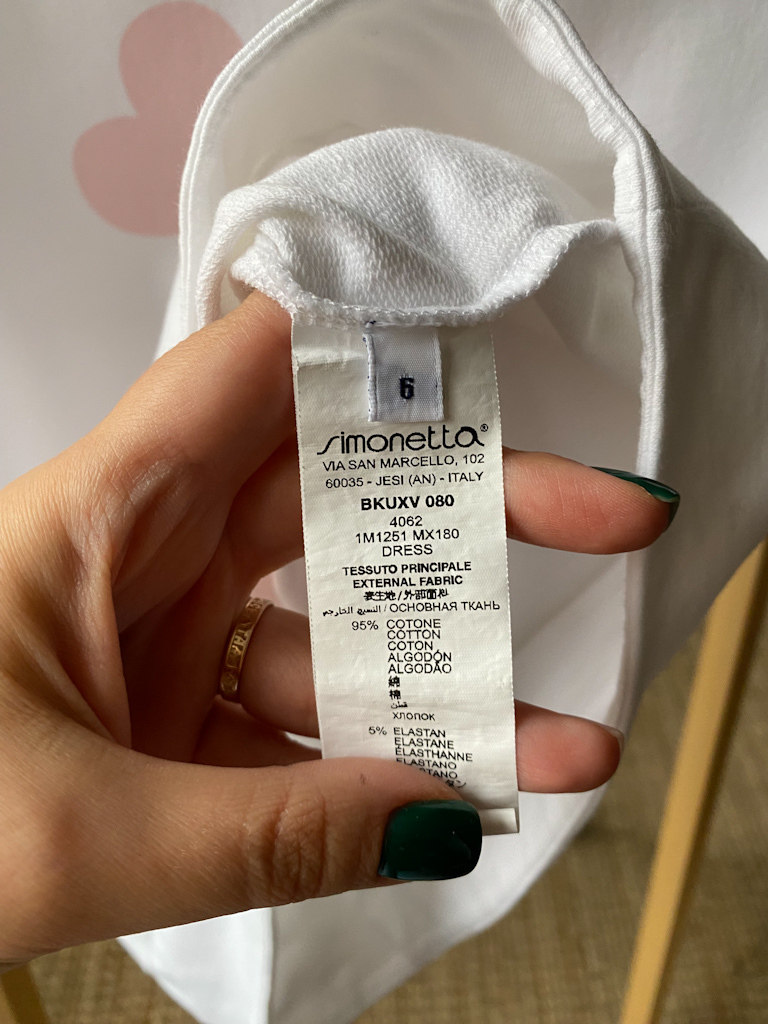 6
simonetta®
VIA SAN MARCELLO, 102
60035 - JESI (AN) - ITALY
BKUXV 080
4062
1M1251 MX180
DRESS
TESSUTO PRINCIPALE
EXTERNAL FABRIC
表生地 / 外部面料
النسيج الخارجي / ОСНОВНАЯ ТКАНЬ
95% COTONE
COTTON
COTON
ALGODÓN
ALGODÃO
綿
棉
قطن
ХЛОПОК
5% ELASTAN
ELASTANE
ÉLASTHANNE
ELASTANO